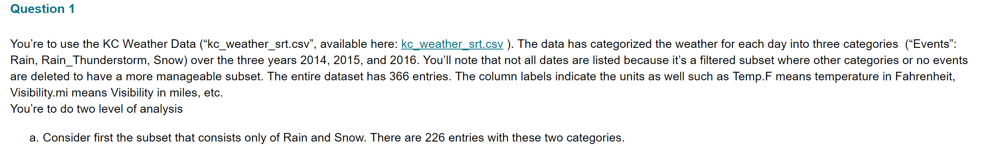 Question 1
You’re to use the KC Weather Data (“kc_weather_srt.csv”, available here: kc_weather_srt.csv ). The data has categorized the weather for each day into three categories  (“Events”:
Rain, Rain_Thunderstorm, Snow) over the three years 2014, 2015, and 2016. You’ll note that not all dates are listed because it’s a filtered subset where other categories or no events
are deleted to have a more manageable subset. The entire dataset has 366 entries. The column labels indicate the units as well such as Temp.F means temperature in Fahrenheit,
Visibility.mi means Visibility in miles, etc.
You’re to do two level of analysis
a. Consider first the subset that consists only of Rain and Snow. There are 226 entries with these two categories.